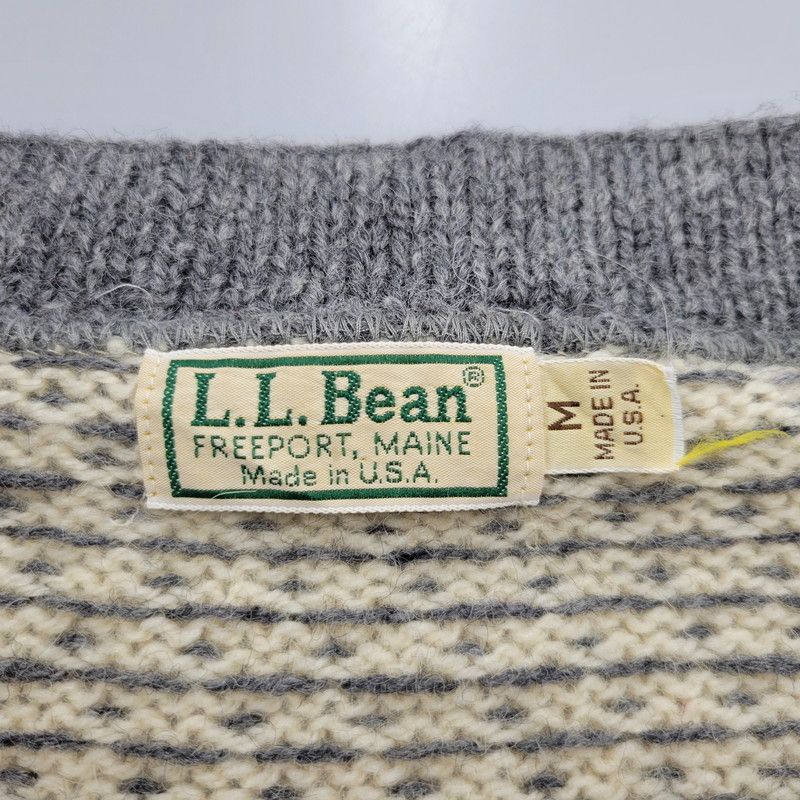 L.L.Bean®
FREEPORT, MAINE
Made in U.S.A.
M
MADE IN
U.S.A.